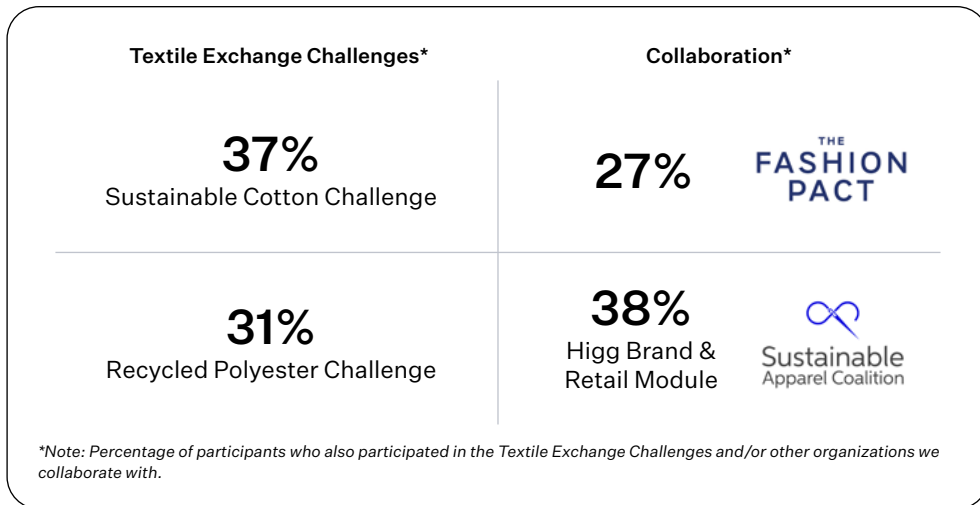 Textile Exchange Challenges*
Collaboration*
37%
Sustainable Cotton Challenge
27%
THE
FASHION
PACT
31%
Recycled Polyester Challenge
38%
Higg Brand &
Retail Module
Sustainable
Apparel Coalition
*Note: Percentage of participants who also participated in the Textile Exchange Challenges and/or other organizations we
collaborate with.